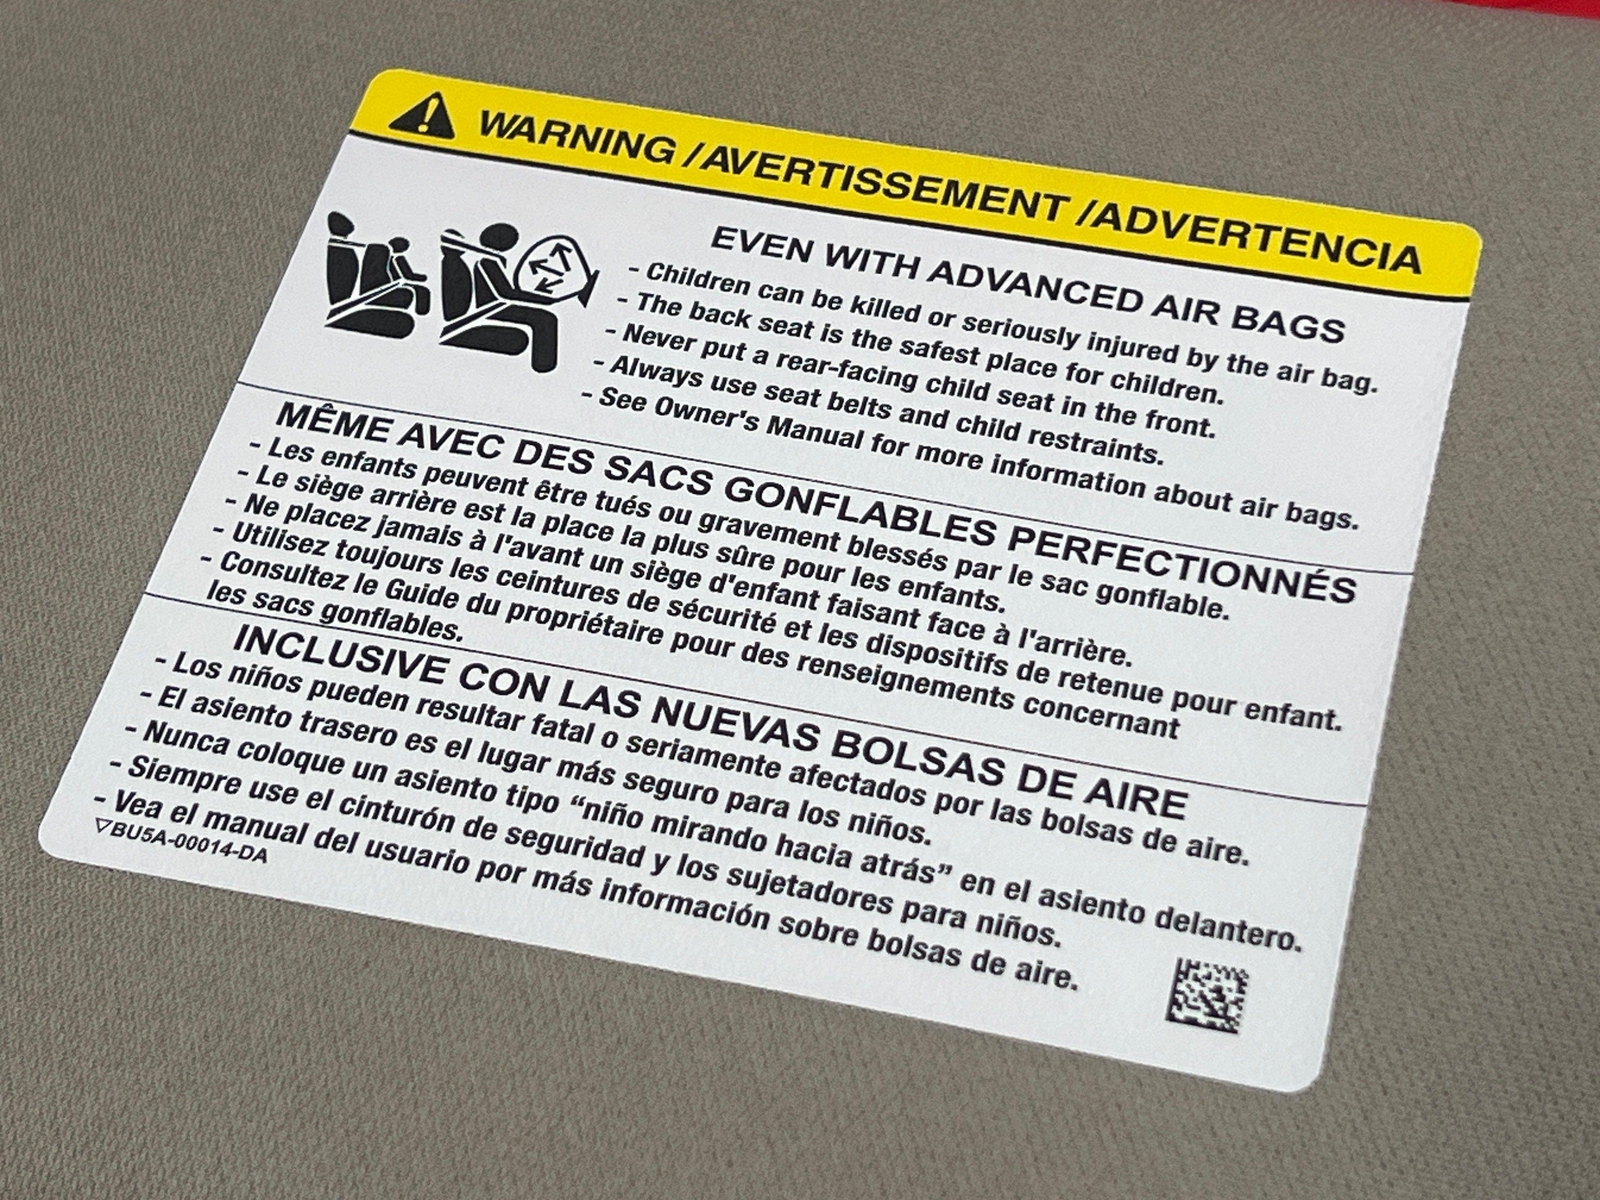 WARNING /AVERTISSEMENT /ADVERTENCIA
EVEN WITH ADVANCED AIR BAGS
- Children can be killed or seriously injured by the air bag.
- The back seat is the safest place for children.
- Never put a rear-facing child seat in the front.
- Always use seat belts and child restraints.
- See Owner's Manual for more information about air bags.
MÊME AVEC DES SACS GONFLABLES PERFECTIONNÉS
- Les enfants peuvent être tués ou gravement blessés par le sac gonflable.
- Le siège arrière est la place la plus sûre pour les enfants.
- Ne placez jamais à l'avant un siège d'enfant faisant face à l'arrière.
- Utilisez toujours les ceintures de sécurité et les dispositifs de retenue pour enfant.
- Consultez le Guide du propriétaire pour des renseignements concernant
les sacs gonflables.
INCLUSIVE CON LAS NUEVAS BOLSAS DE AIRE
- Los niños pueden resultar fatal o seriamente afectados por las bolsas de aire.
- El asiento trasero es el lugar más seguro para los niños.
- Nunca coloque un asiento tipo “niño mirando hacia atrás” en el asiento delantero.
- Siempre use el cinturón de seguridad y los sujetadores para niños.
- Vea el manual del usuario por más información sobre bolsas de aire.
▽BU5A-00014-DA